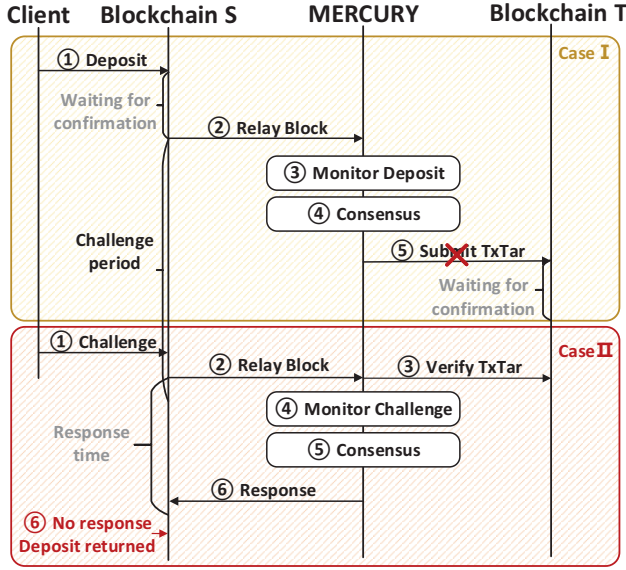 Client Blockchain S MERCURY Blockchain T
Case I
① Deposit
Waiting for
confirmation
② Relay Block
③ Monitor Deposit
④ Consensus
Challenge
period
⑤ Submit TxTar
Waiting for
confirmation
Case II
① Challenge
② Relay Block
③ Verify TxTar
④ Monitor Challenge
Response
time
⑤ Consensus
⑥ Response
⑥ No response
Deposit returned